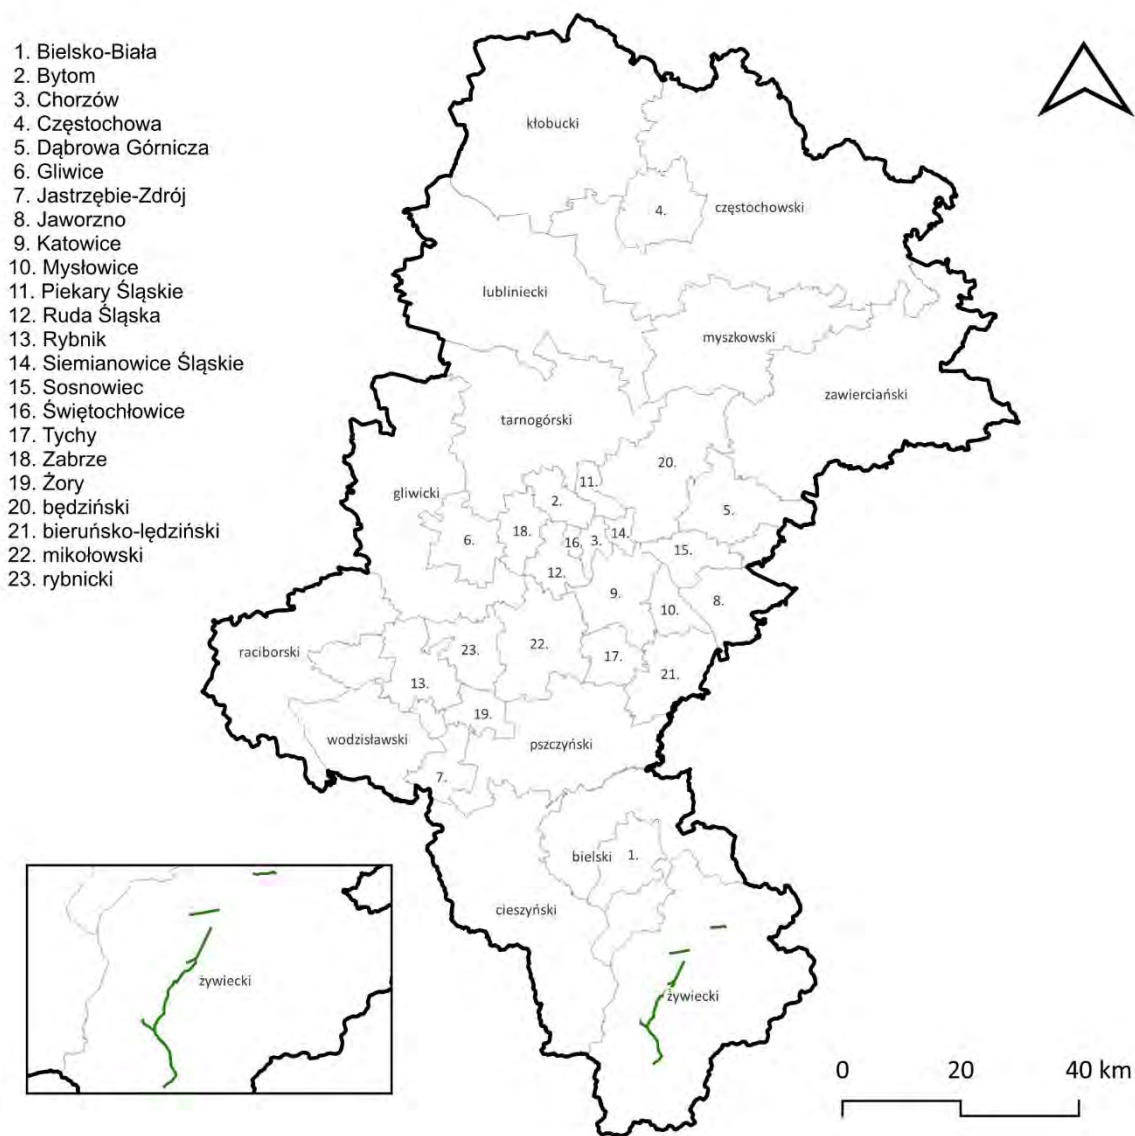 1. Bielsko-Biała
2. Bytom
3. Chorzów
4. Częstochowa
5. Dąbrowa Górnicza
6. Gliwice
7. Jastrzębie-Zdrój
8. Jaworzno
9. Katowice
10. Mysłowice
11. Piekary Śląskie
12. Ruda Śląska
13. Rybnik
14. Siemianowice Śląskie
15. Sosnowiec
16. Świętochłowice
17. Tychy
18. Zabrze
19. Żory
20. będziński
21. bieruńsko-lędziński
22. mikołowski
23. rybnicki
kłobucki
4.
częstochowski
lubliniecki
myszkowski
zawierciański
tarnogórski
20.
gliwicki
11.
2.
5.
6.
18.
16.
3.
14.
15.
12.
9.
10.
8.
raciborski
23.
22.
17.
21.
13.
19.
wodzisławski
pszczyński
7.
bielski
1.
cieszyński
żywiecki
żywiecki
0 20 40 km